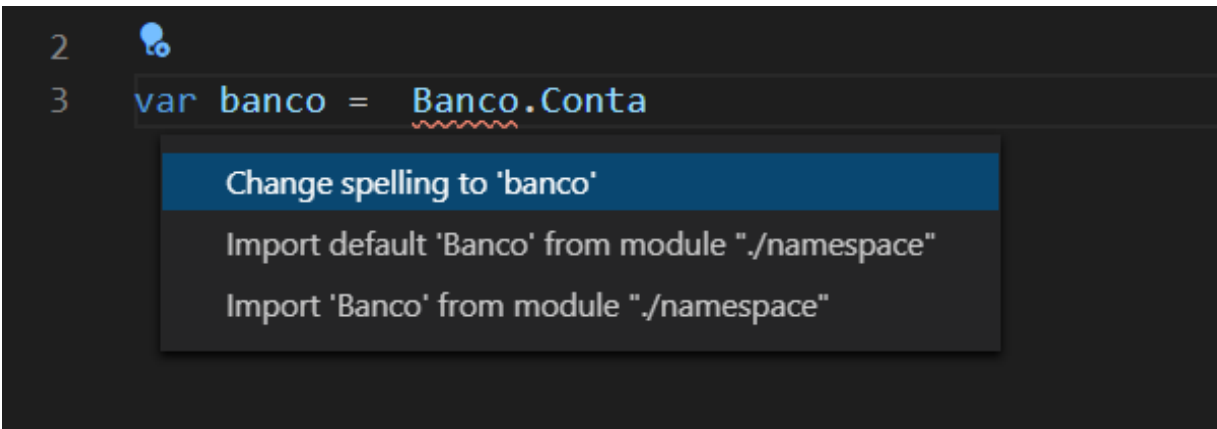 2
3 var banco =  Banco.Conta
Change spelling to 'banco'
Import default 'Banco' from module "./namespace"
Import 'Banco' from module "./namespace"